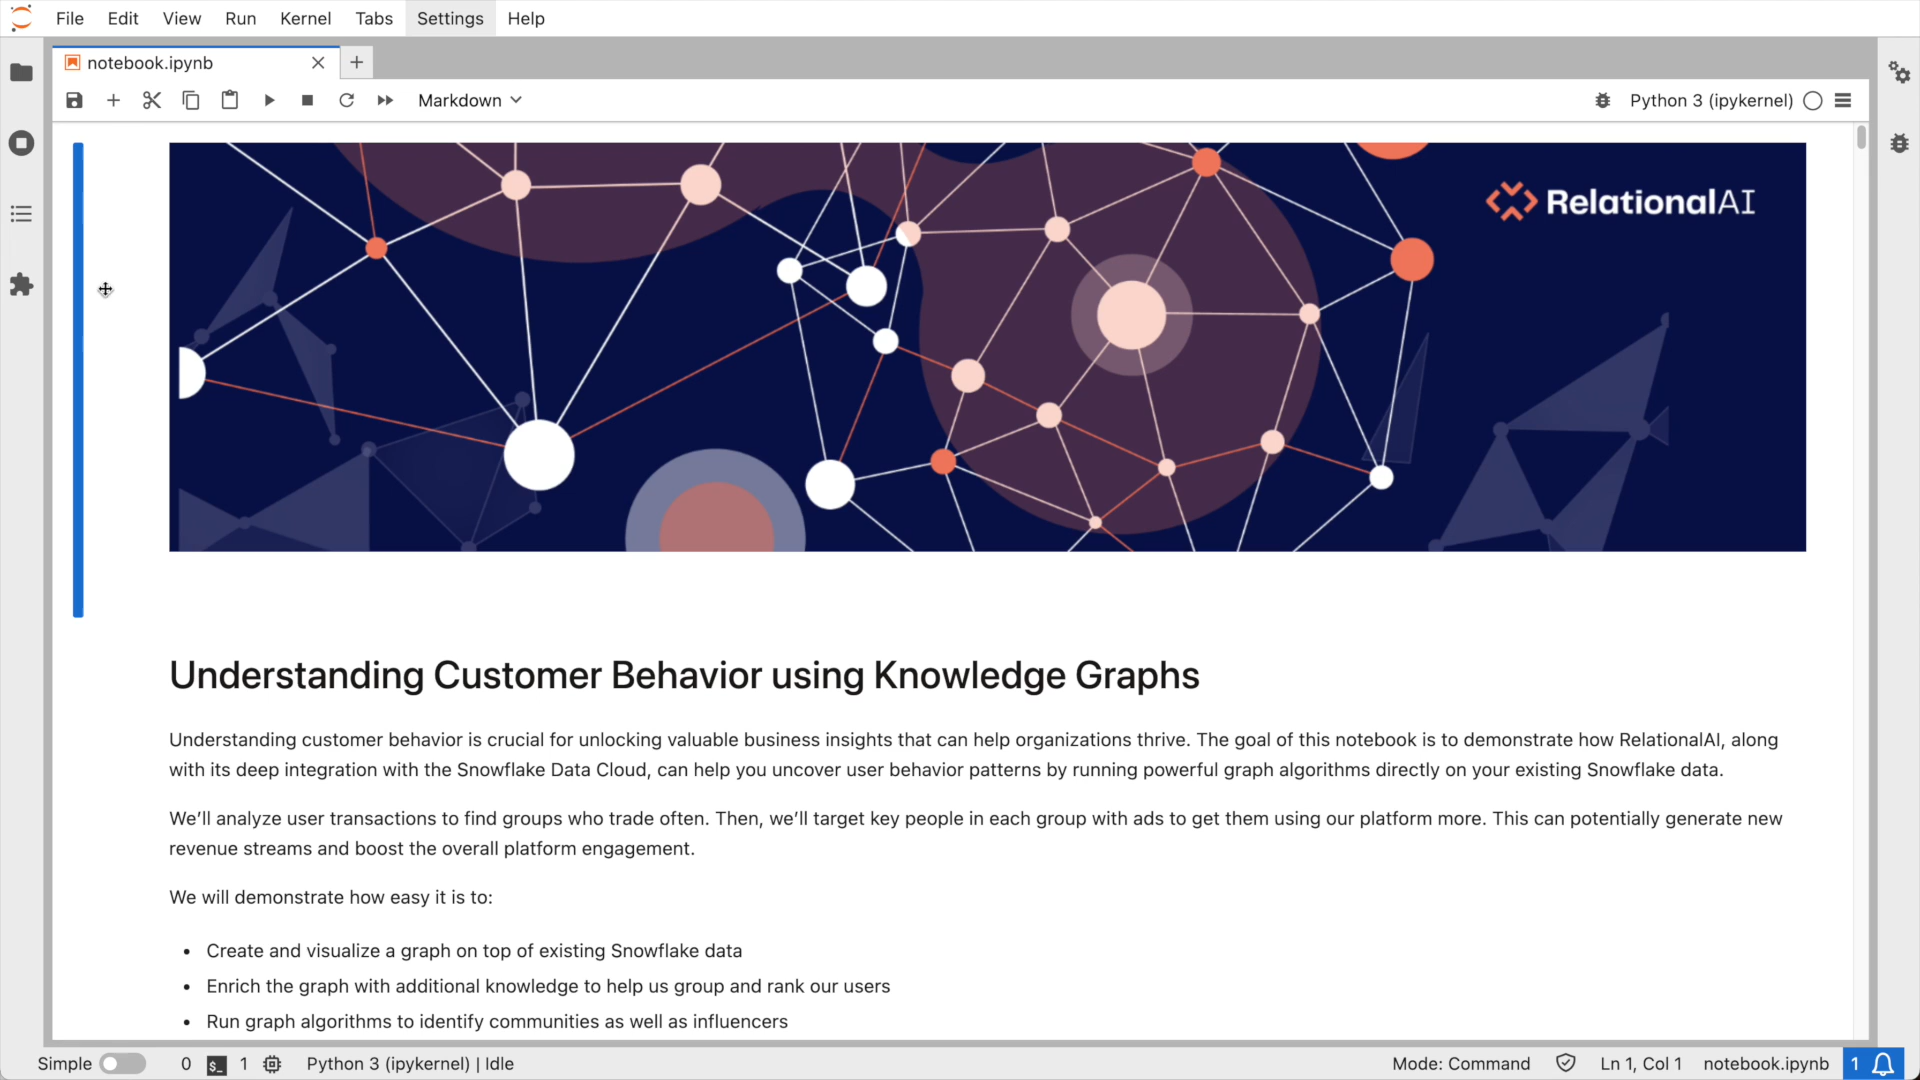 File Edit View Run Kernel Tabs Settings Help
notebook.ipynb
Markdown
Python 3 (ipykernel)
RelationalAI
Understanding Customer Behavior using Knowledge Graphs
Understanding customer behavior is crucial for unlocking valuable business insights that can help organizations thrive. The goal of this notebook is to demonstrate how RelationalAI, along
with its deep integration with the Snowflake Data Cloud, can help you uncover user behavior patterns by running powerful graph algorithms directly on your existing Snowflake data.
We’ll analyze user transactions to find groups who trade often. Then, we’ll target key people in each group with ads to get them using our platform more. This can potentially generate new
revenue streams and boost the overall platform engagement.
We will demonstrate how easy it is to:
• Create and visualize a graph on top of existing Snowflake data
• Enrich the graph with additional knowledge to help us group and rank our users
• Run graph algorithms to identify communities as well as influencers
Simple 0 $_ 1 Python 3 (ipykernel) | Idle Mode: Command Ln 1, Col 1 notebook.ipynb 1